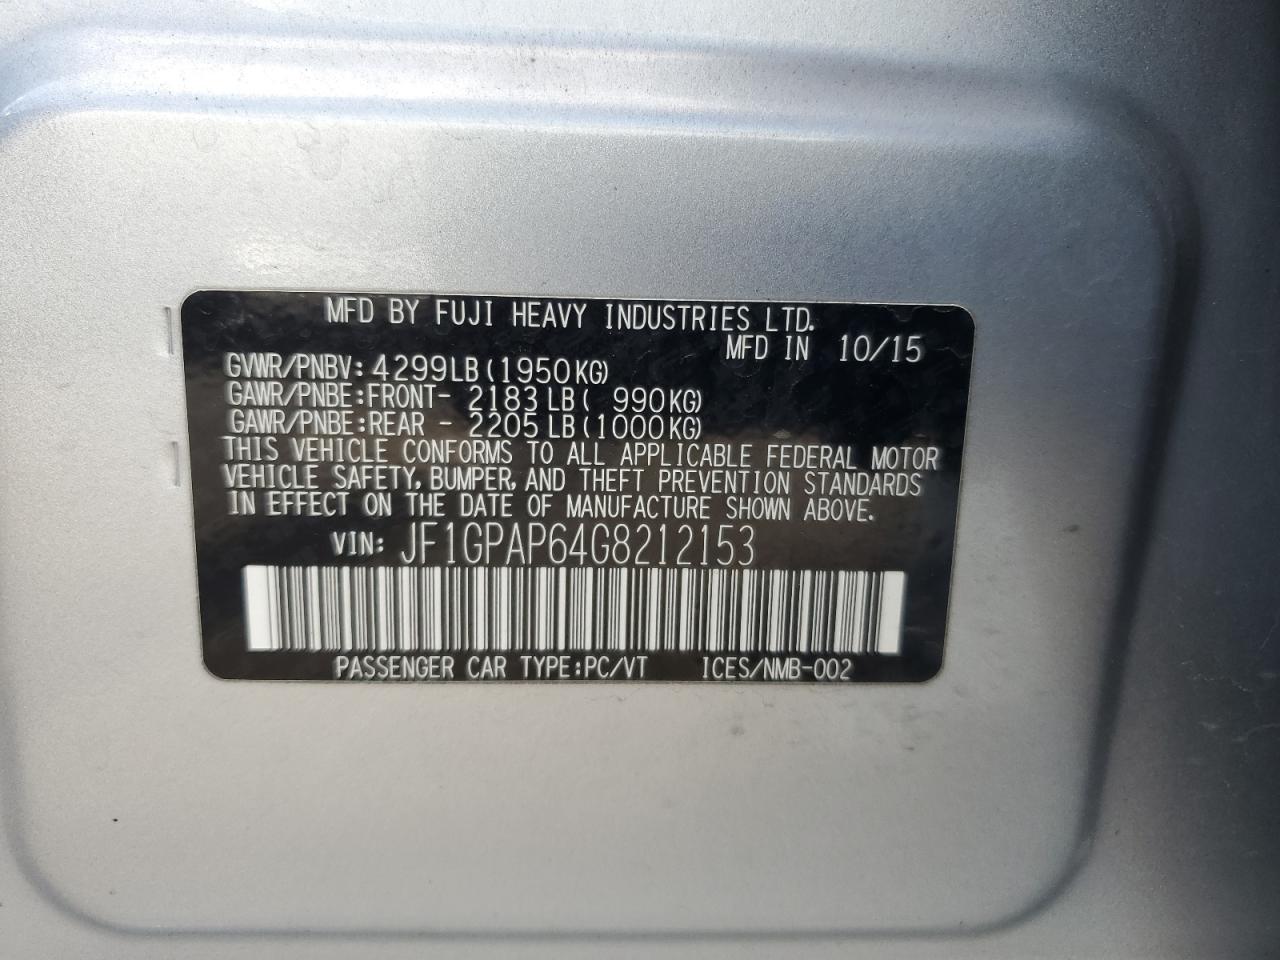 MFD BY FUJI HEAVY INDUSTRIES LTD.
MFD IN 10/15
GVWR/PNBV: 4299LB(1950KG)
GAWR/PNBE:FRONT- 2183LB( 990KG)
GAWR/PNBE:REAR - 2205LB(1000KG)
THIS VEHICLE CONFORMS TO ALL APPLICABLE FEDERAL MOTOR
VEHICLE SAFETY, BUMPER, AND THEFT PREVENTION STANDARDS
IN EFFECT ON THE DATE OF MANUFACTURE SHOWN ABOVE.
VIN: JF1GPAP64G8212153
PASSENGER CAR TYPE:PC/VT ICES/NMB-002